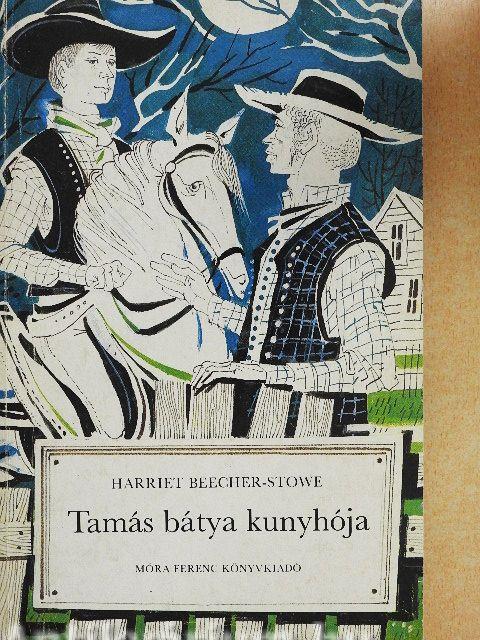 HARRIET BEECHER-STOWE
Tamás bátya kunyhója
MÓRA FERENC KÖNYVKIADÓ